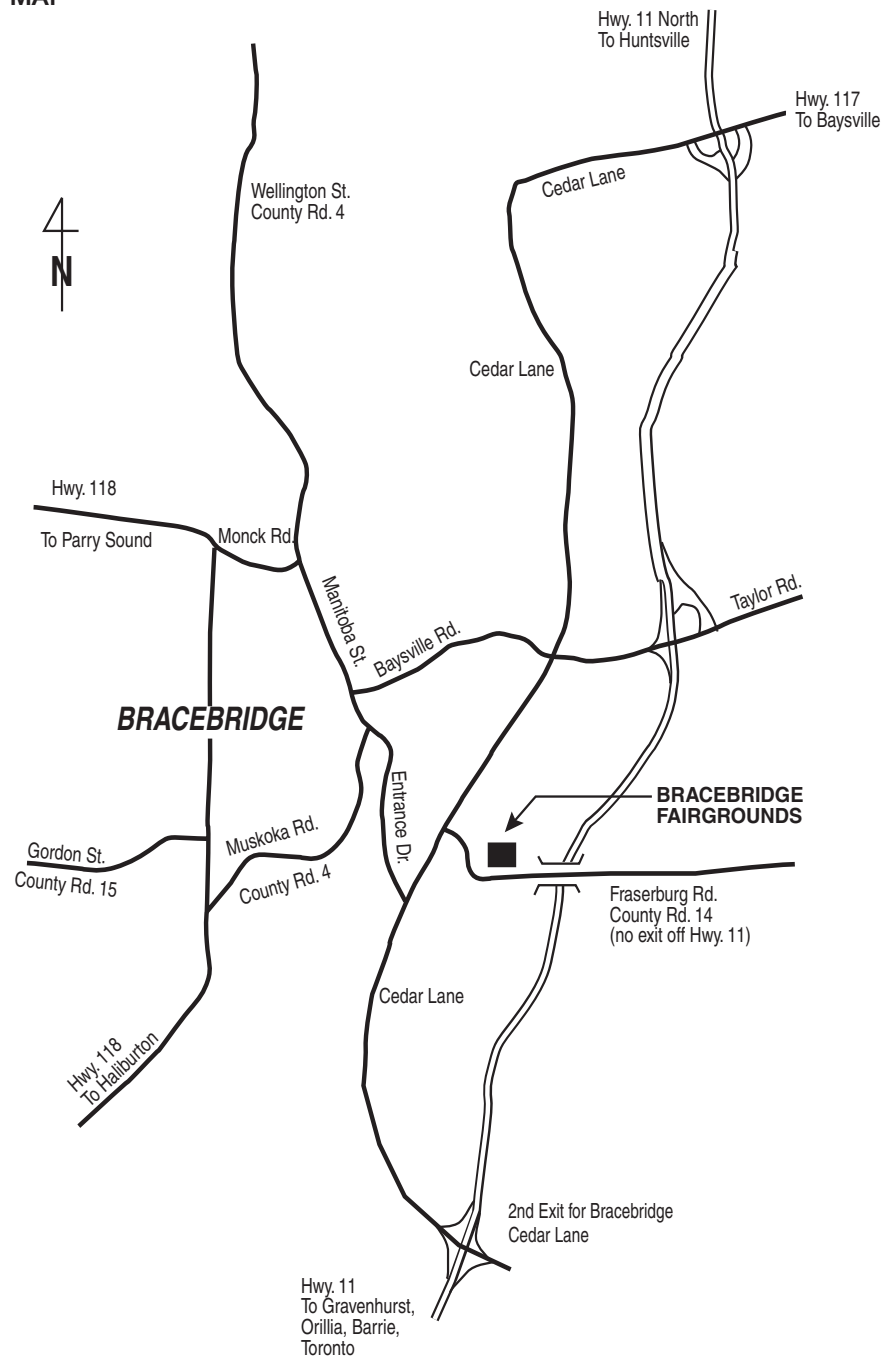 MAP
Hwy. 11 North
To Huntsville
Hwy. 117
To Baysville
Cedar Lane
Wellington St.
County Rd. 4
N
Cedar Lane
Hwy. 118
To Parry Sound
Monck Rd.
Manitoba St.
Baysville Rd.
Taylor Rd.
BRACEBRIDGE
Entrance Dr.
BRACEBRIDGE
FAIRGROUNDS
Muskoka Rd.
County Rd. 4
Gordon St.
County Rd. 15
Fraserburg Rd.
County Rd. 14
(no exit off Hwy. 11)
Cedar Lane
Hwy. 118
To Haliburton
2nd Exit for Bracebridge
Cedar Lane
Hwy. 11
To Gravenhurst,
Orillia, Barrie,
Toronto